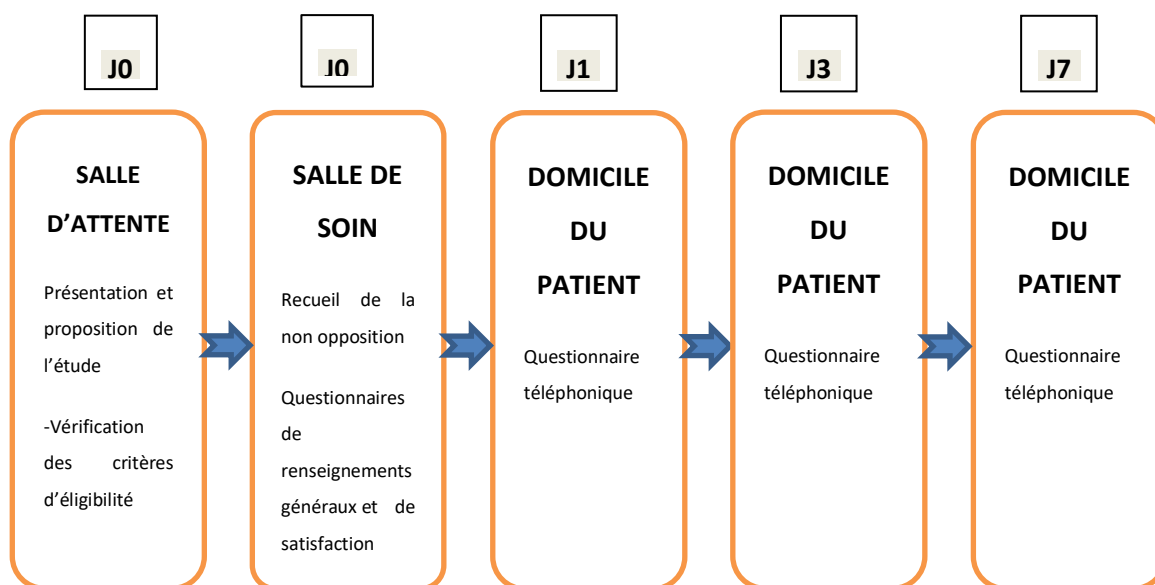 J0
SALLE
D’ATTENTE
Présentation et
proposition de
l’étude
-Vérification
des critères
d’éligibilité
J0
SALLE DE
SOIN
Recueil de la
non opposition
Questionnaires
de
renseignements
généraux et de
satisfaction
J1
DOMICILE
DU
PATIENT
Questionnaire
téléphonique
J3
DOMICILE
DU
PATIENT
Questionnaire
téléphonique
J7
DOMICILE
DU
PATIENT
Questionnaire
téléphonique